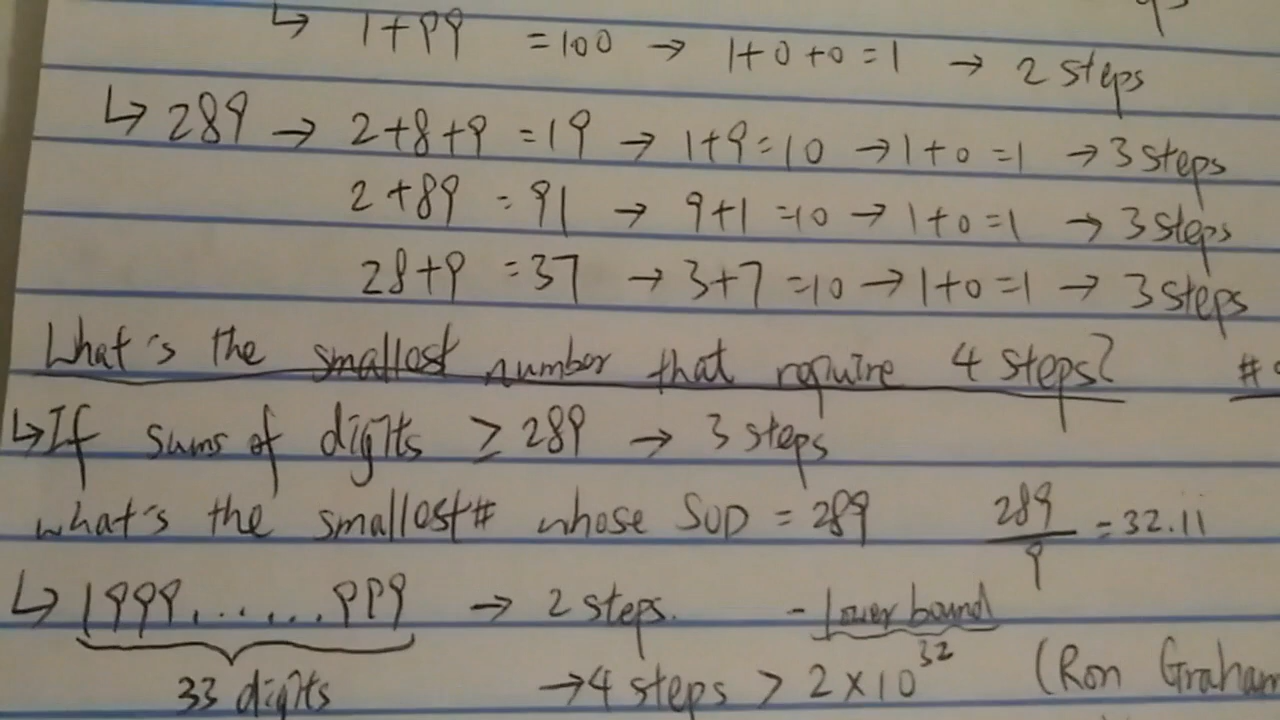 ↳ 1+99 = 100 → 1+0+0=1 → 2 steps
↳ 289 → 2+8+9 = 19 → 1+9=10 → 1+0=1 → 3 steps
2+89 = 91 → 9+1=10 → 1+0=1 → 3 steps
28+9 = 37 → 3+7=10 → 1+0=1 → 3 steps
What's the smallest number that require 4 steps? #
↳ If sums of digits ≥ 289 → 3 steps
what's the smallest # whose SOD = 289 289/9 = 32.11
↳ 1999......999 → 2 steps. - lower bound
33 digits → 4 steps > 2×10^32 (Ron Graham